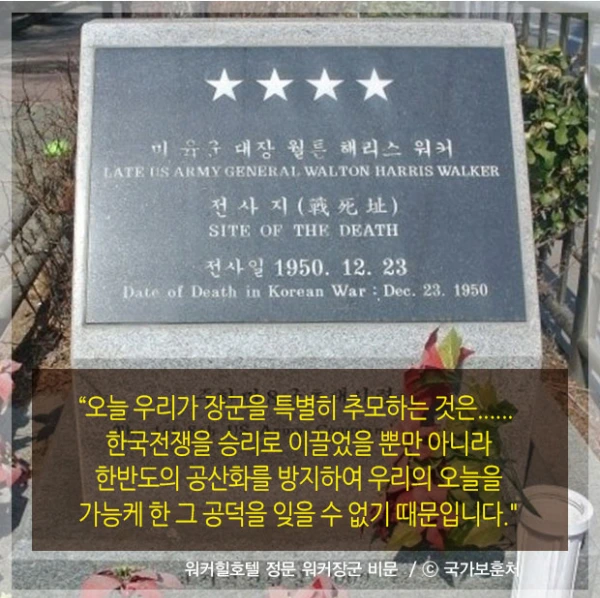 미 육군 대장 월튼 해리스 워커
LATE US ARMY GENERAL WALTON HARRIS WALKER
전 사 지 (戰 死 址)
SITE OF THE DEATH
전사일 1950. 12. 23
Date of Death in Korean War : Dec. 23. 1950
“오늘 우리가 장군을 특별히 추모하는 것은......
한국전쟁을 승리로 이끌었을 뿐만 아니라
한반도의 공산화를 방지하여 우리의 오늘을
가능케 한 그 공덕을 잊을 수 없기 때문입니다."
워커힐호텔 정문 워커장군 비문 / ⓒ 국가보훈처